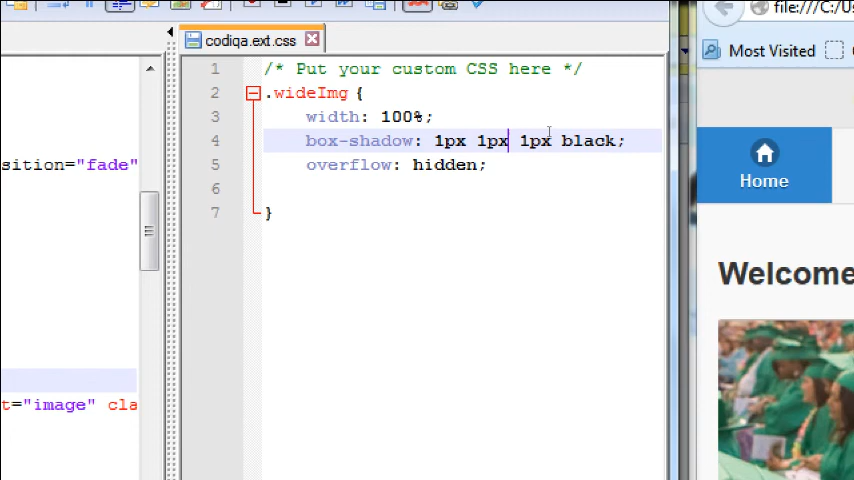 file:///C:/Us
codiqa.ext.css
Most Visited
1 /* Put your custom CSS here */
2 .wideImg {
3 width: 100%;
4 box-shadow: 1px 1px 1px black;
5 overflow: hidden;
6
7 }
sition="fade"
t="image" cla
Home
Welcome